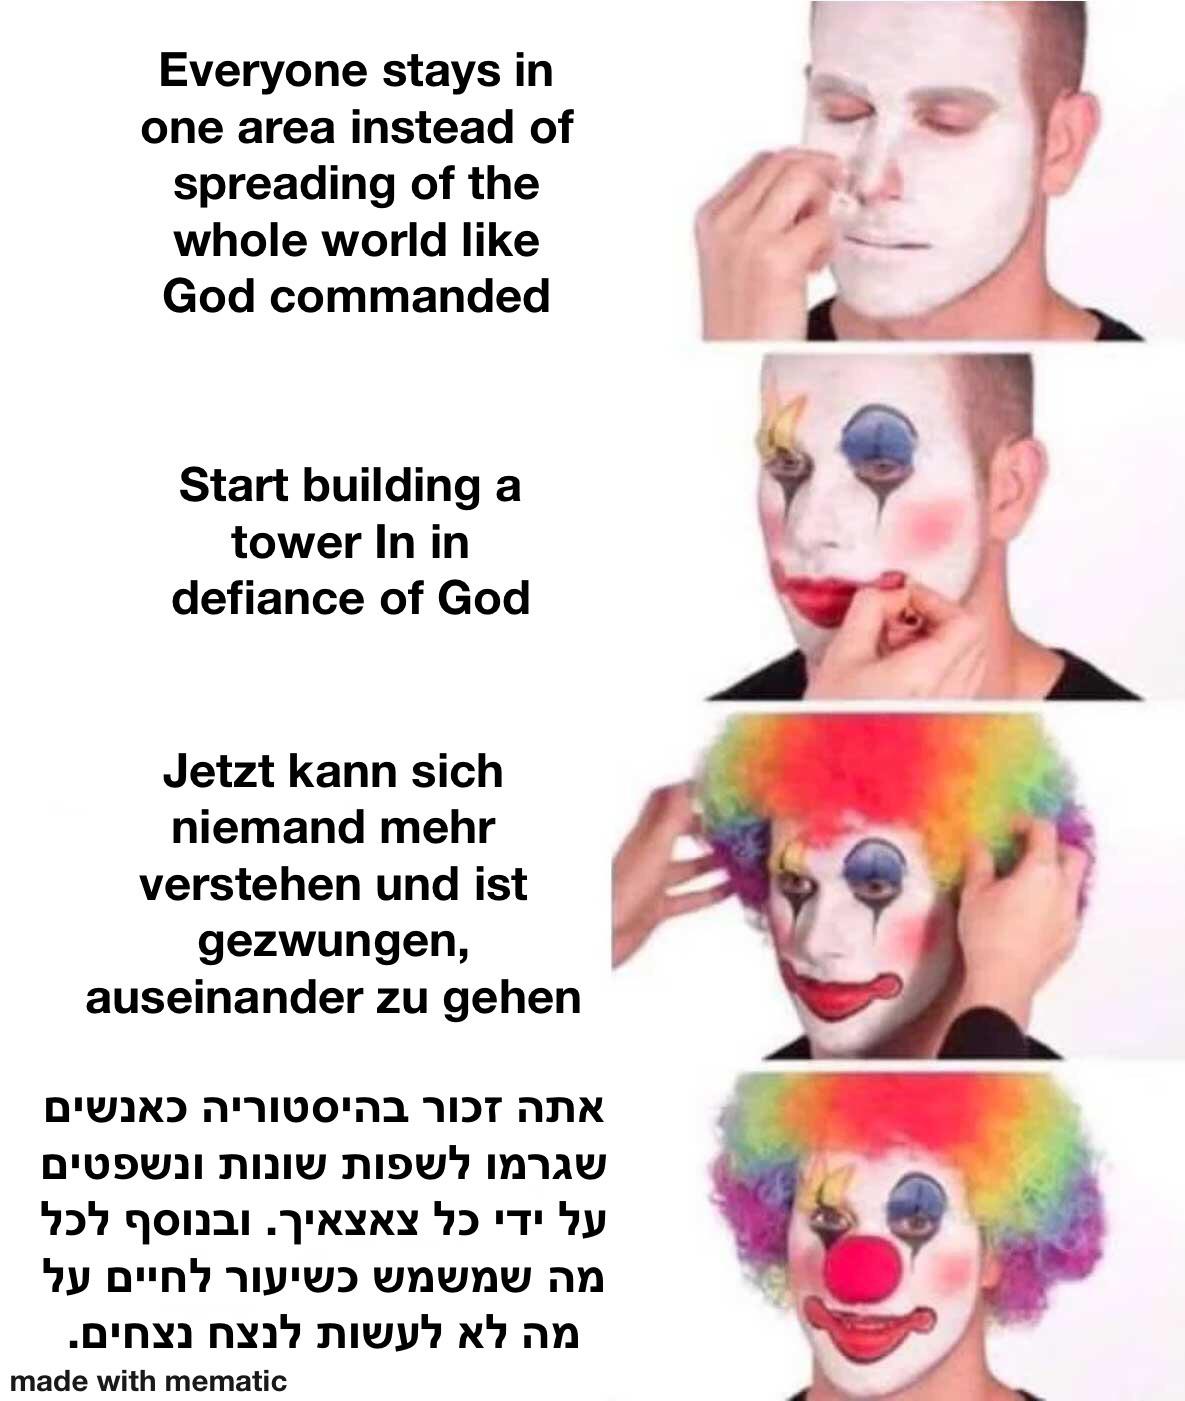 Everyone stays in
one area instead of
spreading of the
whole world like
God commanded
Start building a
tower In in
defiance of God
Jetzt kann sich
niemand mehr
verstehen und ist
gezwungen,
auseinander zu gehen
אתה זכור בהיסטוריה כאנשים
שגרמו לשפות שונות ונשפטים
על ידי כל צאצאיך. ובנוסף לכל
מה שמשמש כשיעור לחיים על
מה לא לעשות לנצח נצחים.
made with mematic